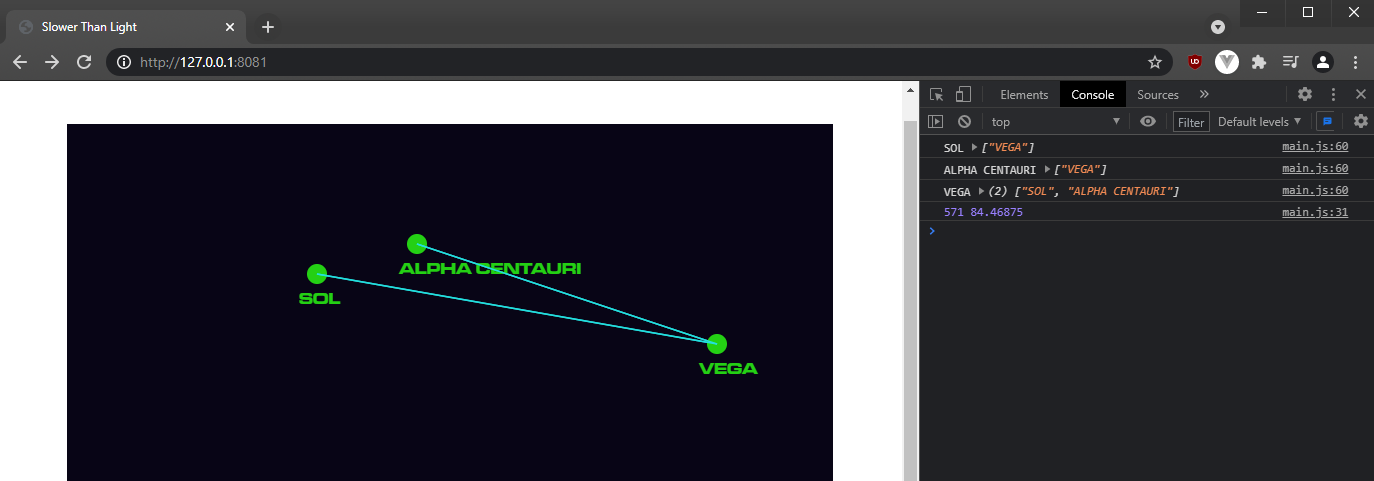 Slower Than Light
http://127.0.0.1:8081
Elements Console Sources
top Filter Default levels
SOL ["VEGA"] main.js:60
ALPHA CENTAURI ["VEGA"] main.js:60
VEGA (2) ["SOL", "ALPHA CENTAURI"] main.js:60
571 84.46875 main.js:31
ALPHA CENTAURI
SOL
VEGA